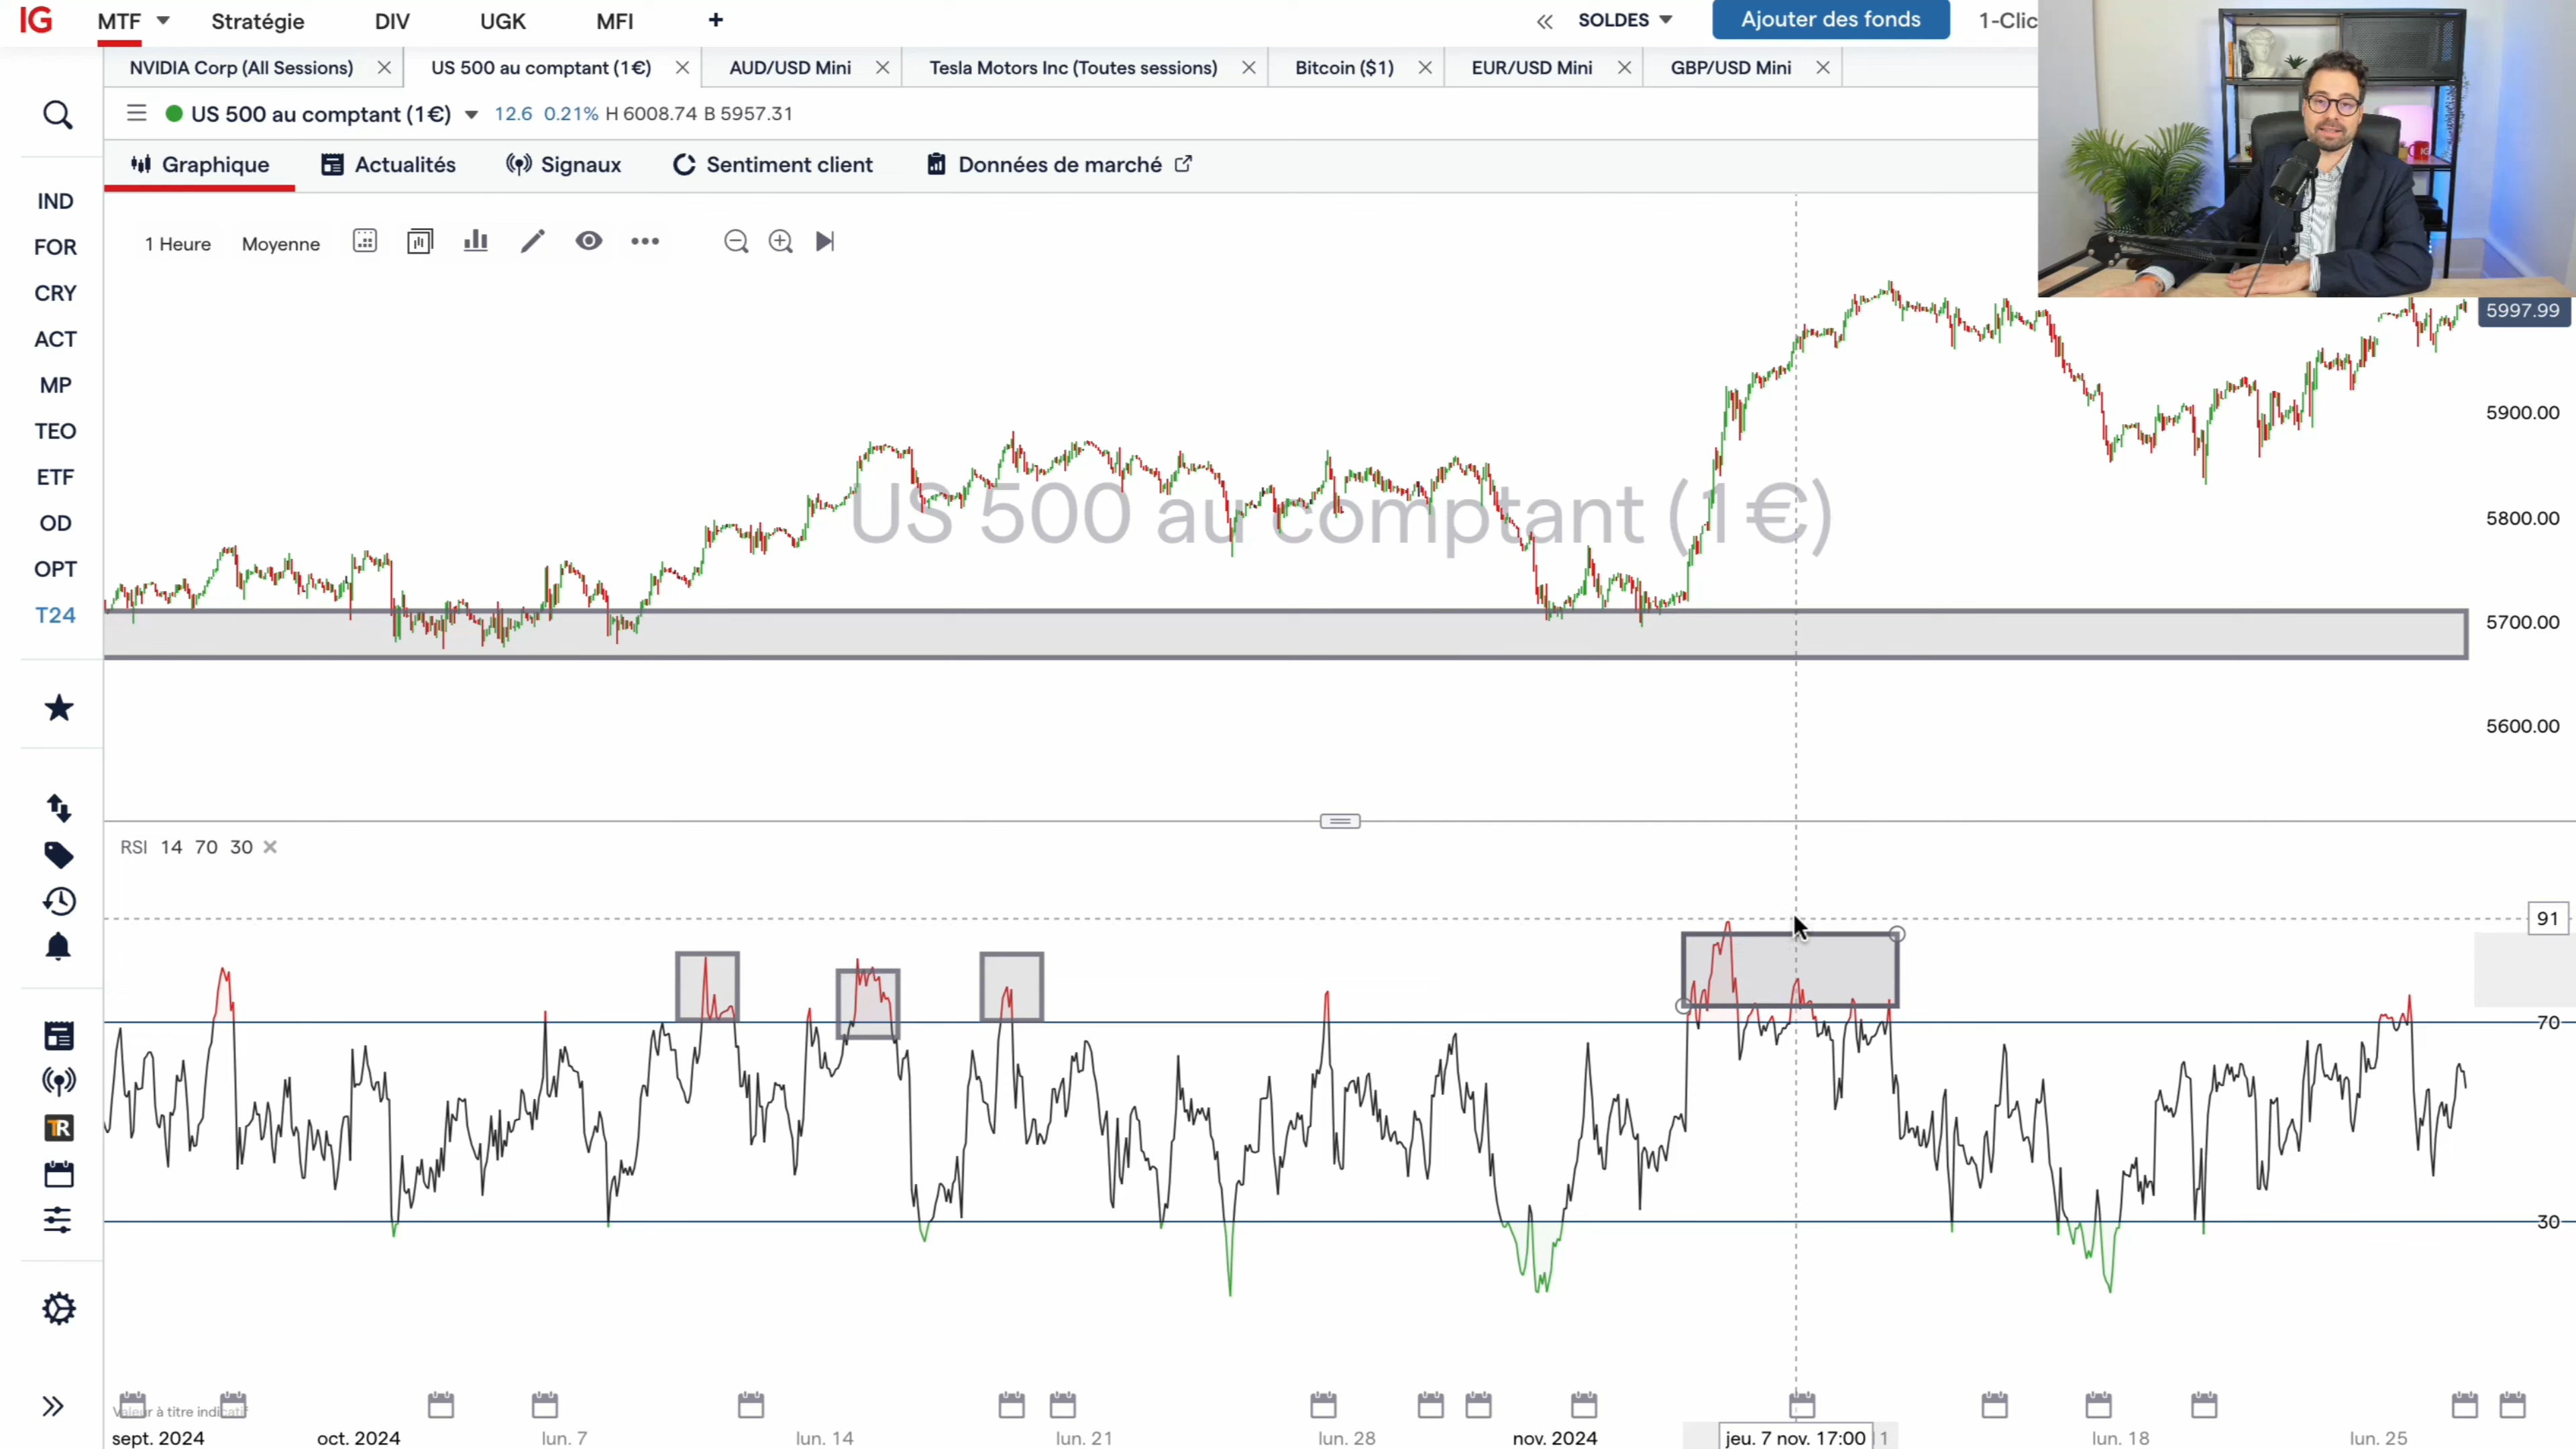 IG MTF Stratégie DIV UGK MFI + SOLDES Ajouter des fonds 1-Clic
NVIDIA Corp (All Sessions) US 500 au comptant (1€) AUD/USD Mini Tesla Motors Inc (Toutes sessions) Bitcoin ($1) EUR/USD Mini GBP/USD Mini
US 500 au comptant (1€) 12.6 0.21% H 6008.74 B 5957.31
Graphique Actualités Signaux Sentiment client Données de marché
1 Heure Moyenne
IND
FOR
CRY
ACT
MP
TEO
ETF
OD
OPT
T24
TR
US 500 au comptant (1€)
5997.99
5900.00
5800.00
5700.00
5600.00
RSI 14 70 30
91
70
30
Valeur à titre indicatif
sept. 2024 oct. 2024 lun. 7 lun. 14 lun. 21 lun. 28 nov. 2024 jeu. 7 nov. 17:00 1 lun. 18 lun. 25